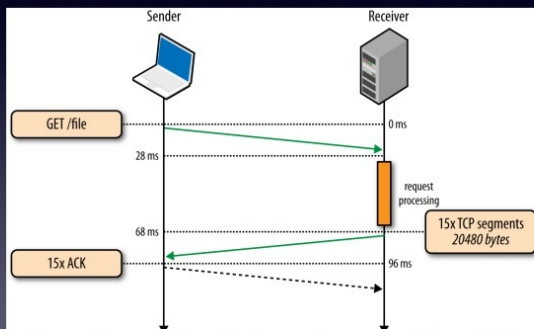 Sender
Receiver
GET /file
0 ms
28 ms
request
processing
68 ms
15x TCP segments
20480 bytes
15x ACK
96 ms